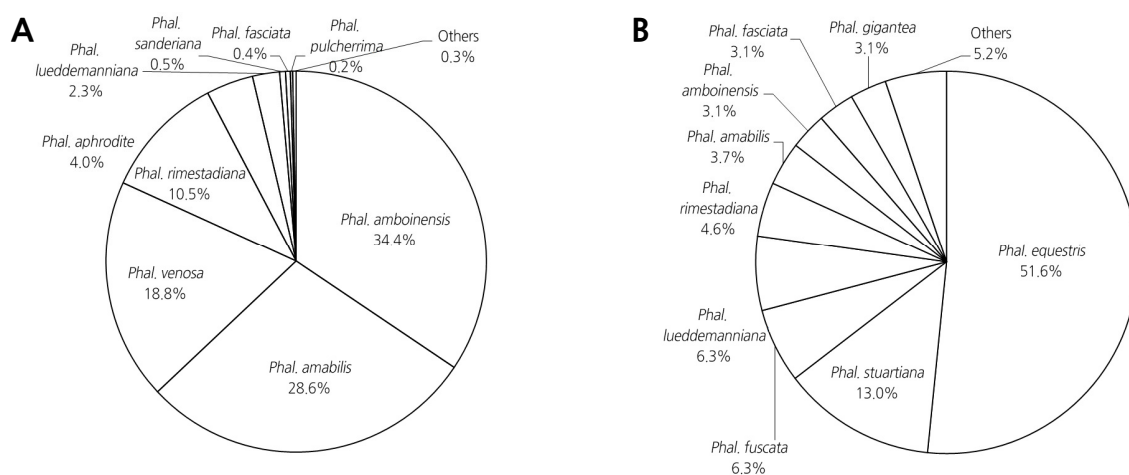 A
Phal.
sanderiana
0.5%
Phal. fasciata
0.4%
Phal.
pulcherrima
0.2%
Others
0.3%
Phal.
lueddemanniana
2.3%
Phal. aphrodite
4.0%
Phal. rimestadiana
10.5%
Phal. amboinensis
34.4%
Phal. venosa
18.8%
Phal. amabilis
28.6%
B
Phal. fasciata
3.1%
Phal. gigantea
3.1%
Others
5.2%
Phal.
amboinensis
3.1%
Phal. amabilis
3.7%
Phal.
rimestadiana
4.6%
Phal. equestris
51.6%
Phal.
lueddemanniana
6.3%
Phal. stuartiana
13.0%
Phal. fuscata
6.3%